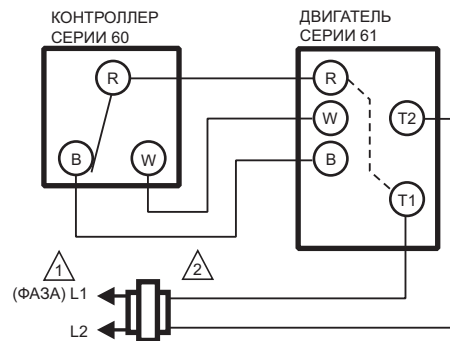 КОНТРОЛЛЕР
СЕРИИ 60
ДВИГАТЕЛЬ
СЕРИИ 61
R
B
W
R
W
B
T2
T1
1
2
(ФАЗА) L1
L2